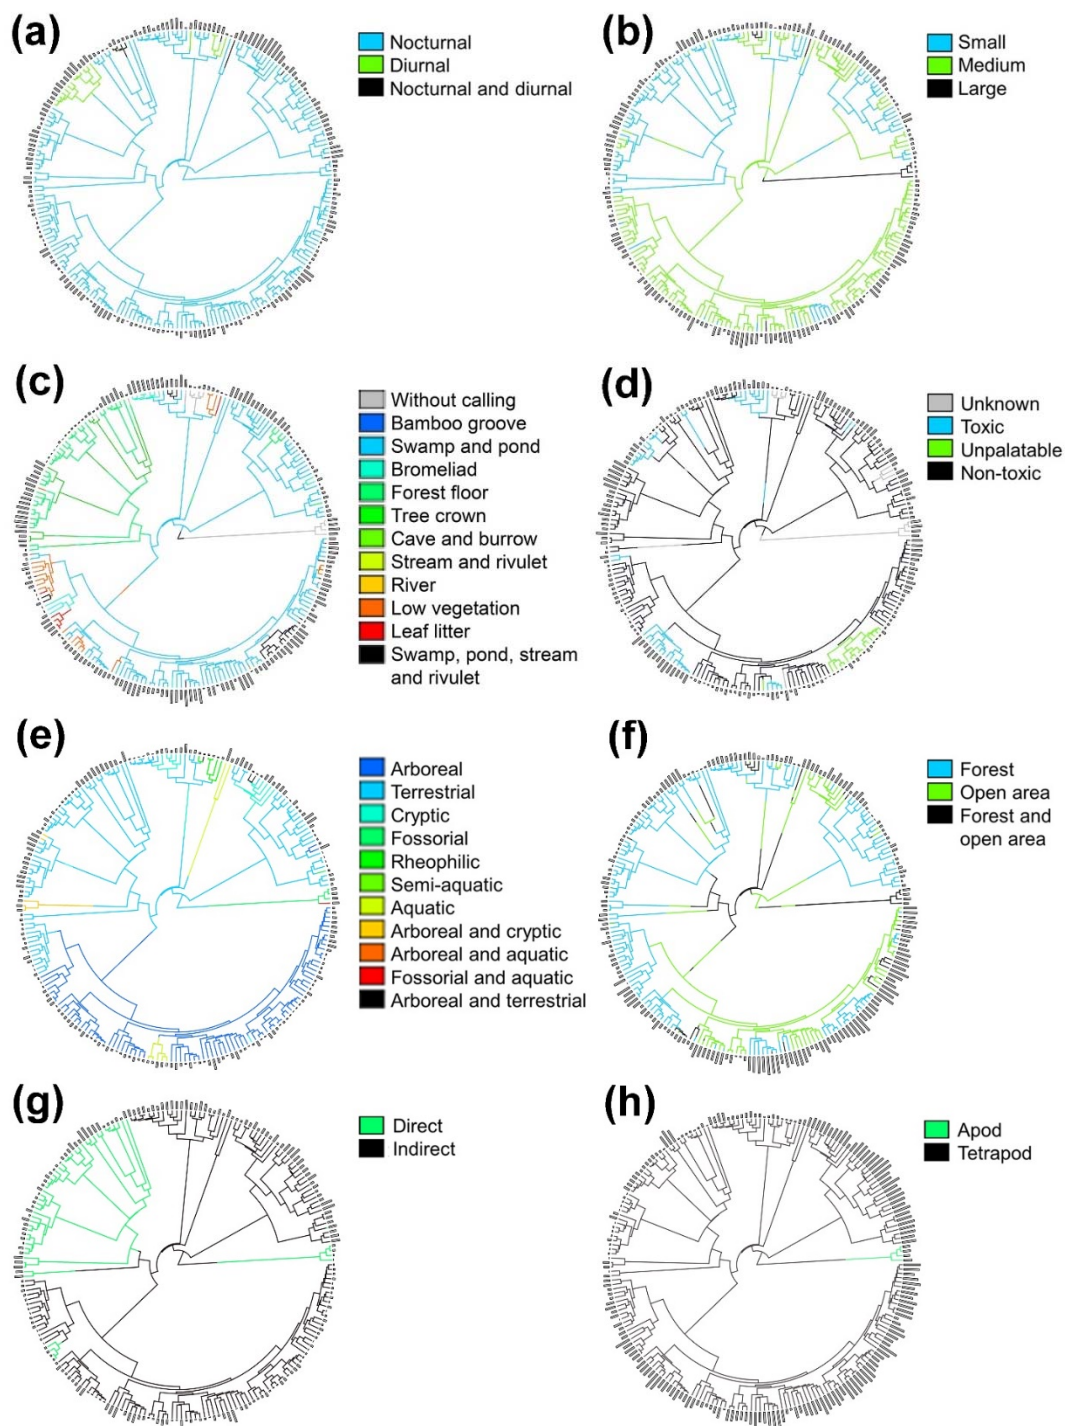 (a)
Nocturnal
Diurnal
Nocturnal and diurnal
(b)
Small
Medium
Large
(c)
Without calling
Bamboo groove
Swamp and pond
Bromeliad
Forest floor
Tree crown
Cave and burrow
Stream and rivulet
River
Low vegetation
Leaf litter
Swamp, pond, stream
and rivulet
(d)
Unknown
Toxic
Unpalatable
Non-toxic
(e)
Arboreal
Terrestrial
Cryptic
Fossorial
Rheophilic
Semi-aquatic
Aquatic
Arboreal and cryptic
Arboreal and aquatic
Fossorial and aquatic
Arboreal and terrestrial
(f)
Forest
Open area
Forest and
open area
(g)
Direct
Indirect
(h)
Apod
Tetrapod